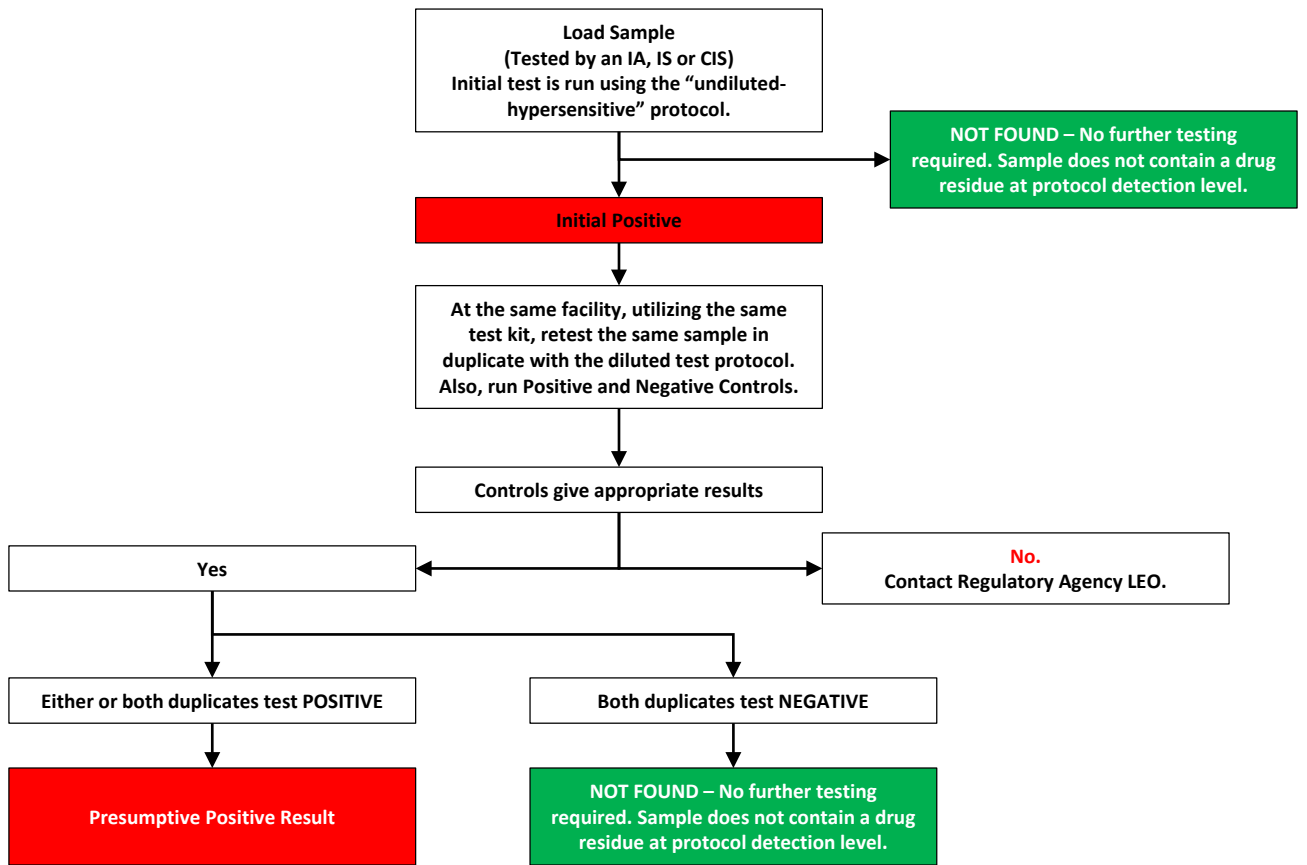 Load Sample
(Tested by an IA, IS or CIS)
Initial test is run using the “undiluted-
hypersensitive” protocol.
NOT FOUND – No further testing
required. Sample does not contain a drug
residue at protocol detection level.
Initial Positive
At the same facility, utilizing the same
test kit, retest the same sample in
duplicate with the diluted test protocol.
Also, run Positive and Negative Controls.
Controls give appropriate results
Yes
No.
Contact Regulatory Agency LEO.
Either or both duplicates test POSITIVE
Both duplicates test NEGATIVE
Presumptive Positive Result
NOT FOUND – No further testing
required. Sample does not contain a drug
residue at protocol detection level.